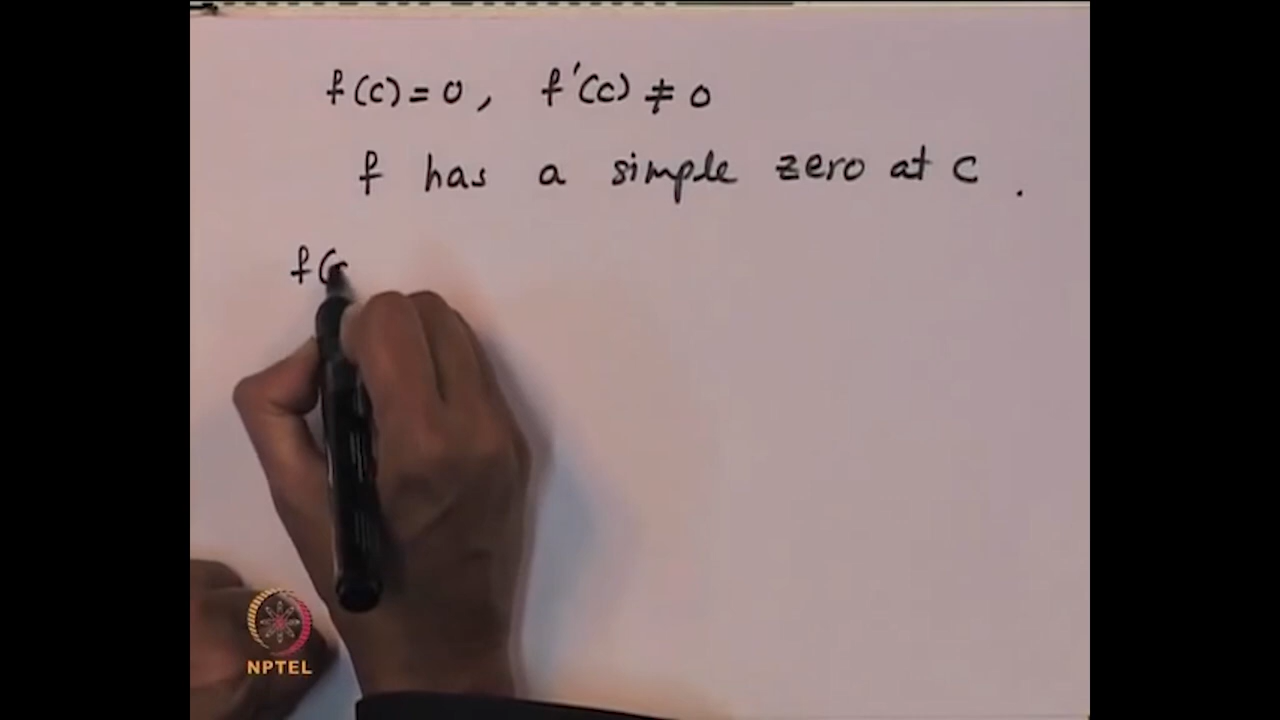 f(c)=0, f'(c) ≠ 0
f has a simple zero at c .
f(
NPTEL